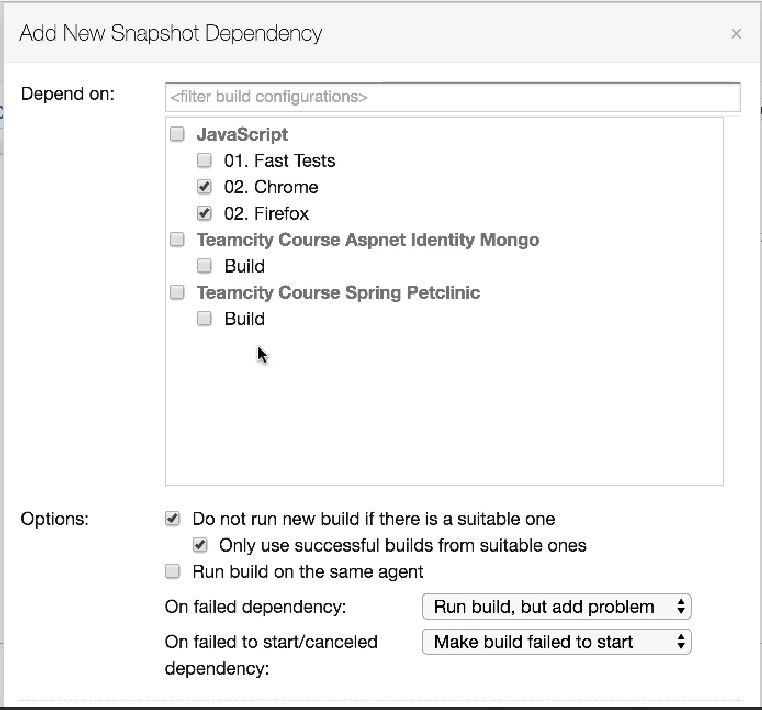 Add New Snapshot Dependency
Depend on:
<filter build configurations>
JavaScript
01. Fast Tests
02. Chrome
02. Firefox
Teamcity Course Aspnet Identity Mongo
Build
Teamcity Course Spring Petclinic
Build
Options:
Do not run new build if there is a suitable one
Only use successful builds from suitable ones
Run build on the same agent
On failed dependency: Run build, but add problem
On failed to start/canceled Make build failed to start
dependency: